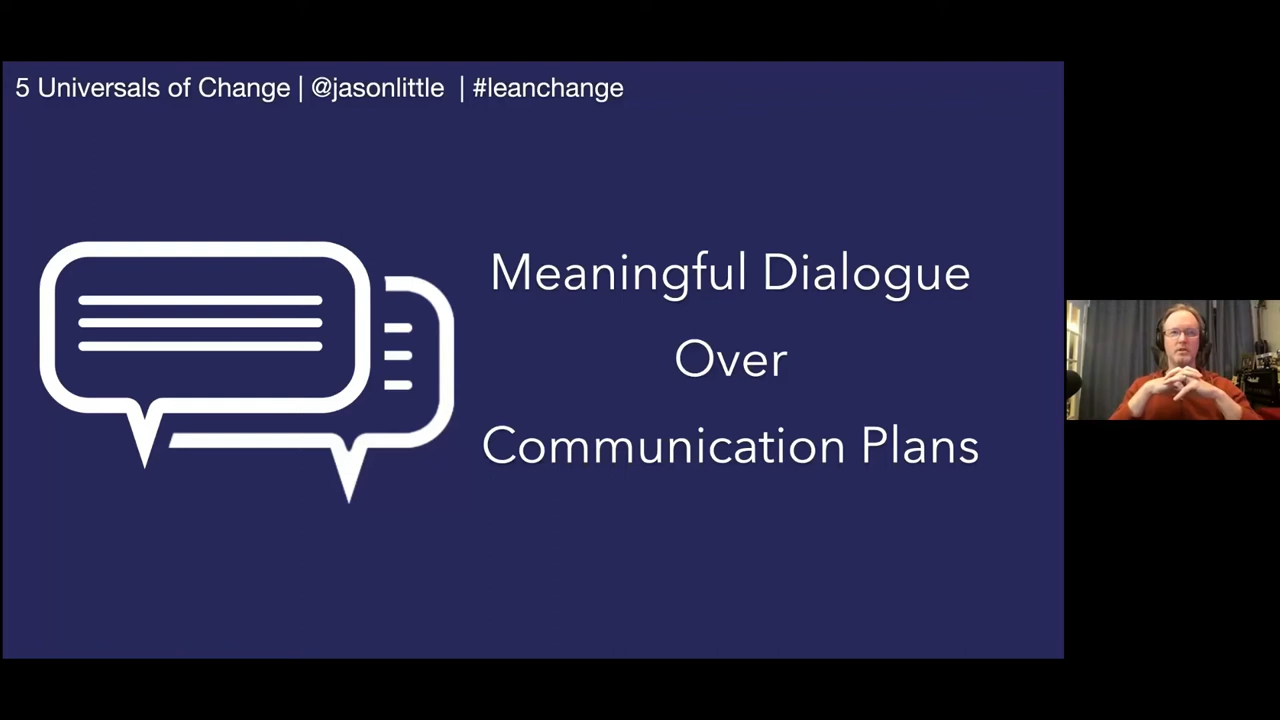 5 Universals of Change | @jasonlittle | #leanchange
Meaningful Dialogue
Over
Communication Plans